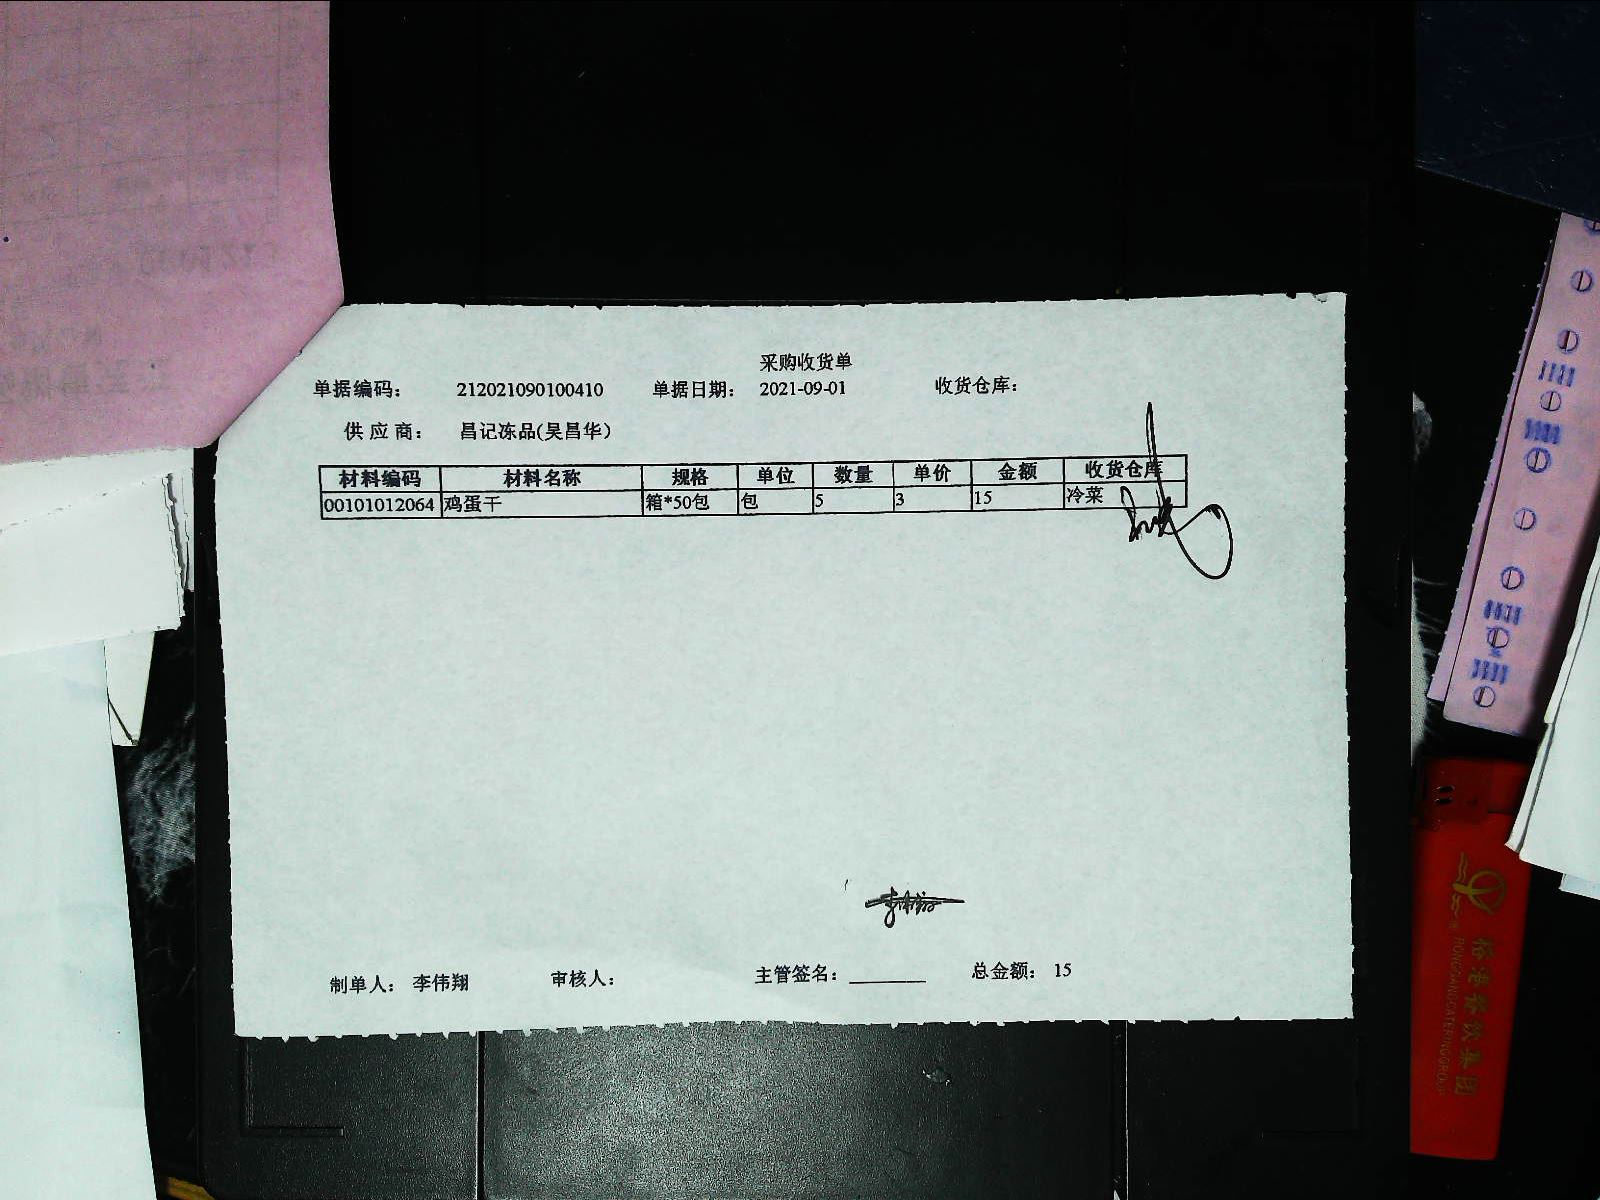 采购收货单
单据编码： 212021090100410 单据日期： 2021-09-01 收货仓库：
供应商： 昌记冻品(吴昌华)
材料编码 材料名称 规格 单位 数量 单价 金额 收货仓库
00101012064 鸡蛋干 箱*50包 包 5 3 15 冷菜
李伟翔
制单人： 李伟翔 审核人： 主管签名： 总金额： 15